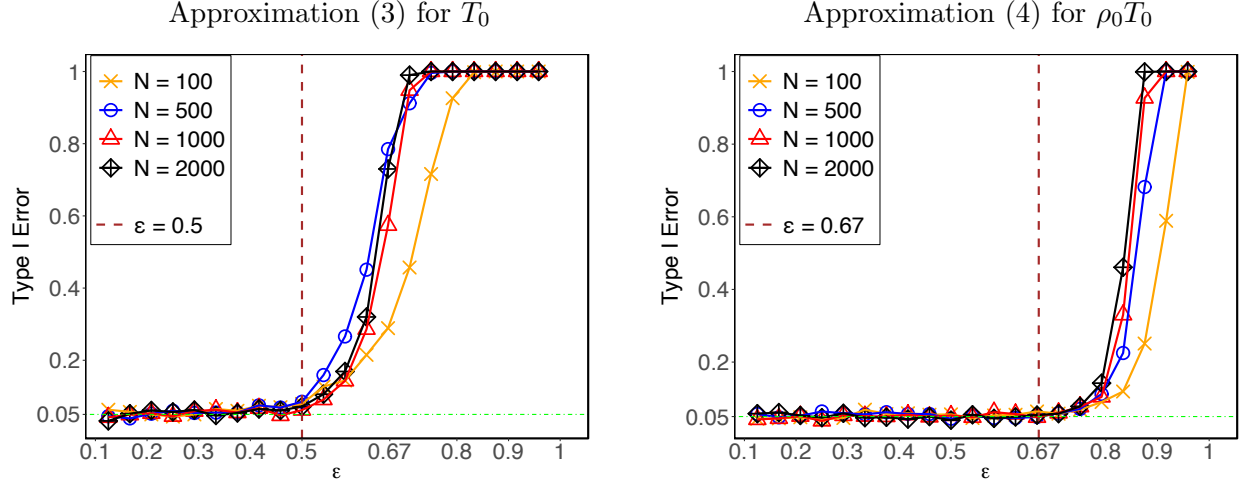 Approximation (3) for T₀
1
0.8
0.6
0.4
0.2
0.05
Type I Error
N = 100
N = 500
N = 1000
N = 2000
ε = 0.5
0.1 0.2 0.3 0.4 0.5 0.67 0.8 0.9 1
ε
Approximation (4) for ρ₀T₀
1
0.8
0.6
0.4
0.2
0.05
Type I Error
N = 100
N = 500
N = 1000
N = 2000
ε = 0.67
0.1 0.2 0.3 0.4 0.5 0.67 0.8 0.9 1
ε